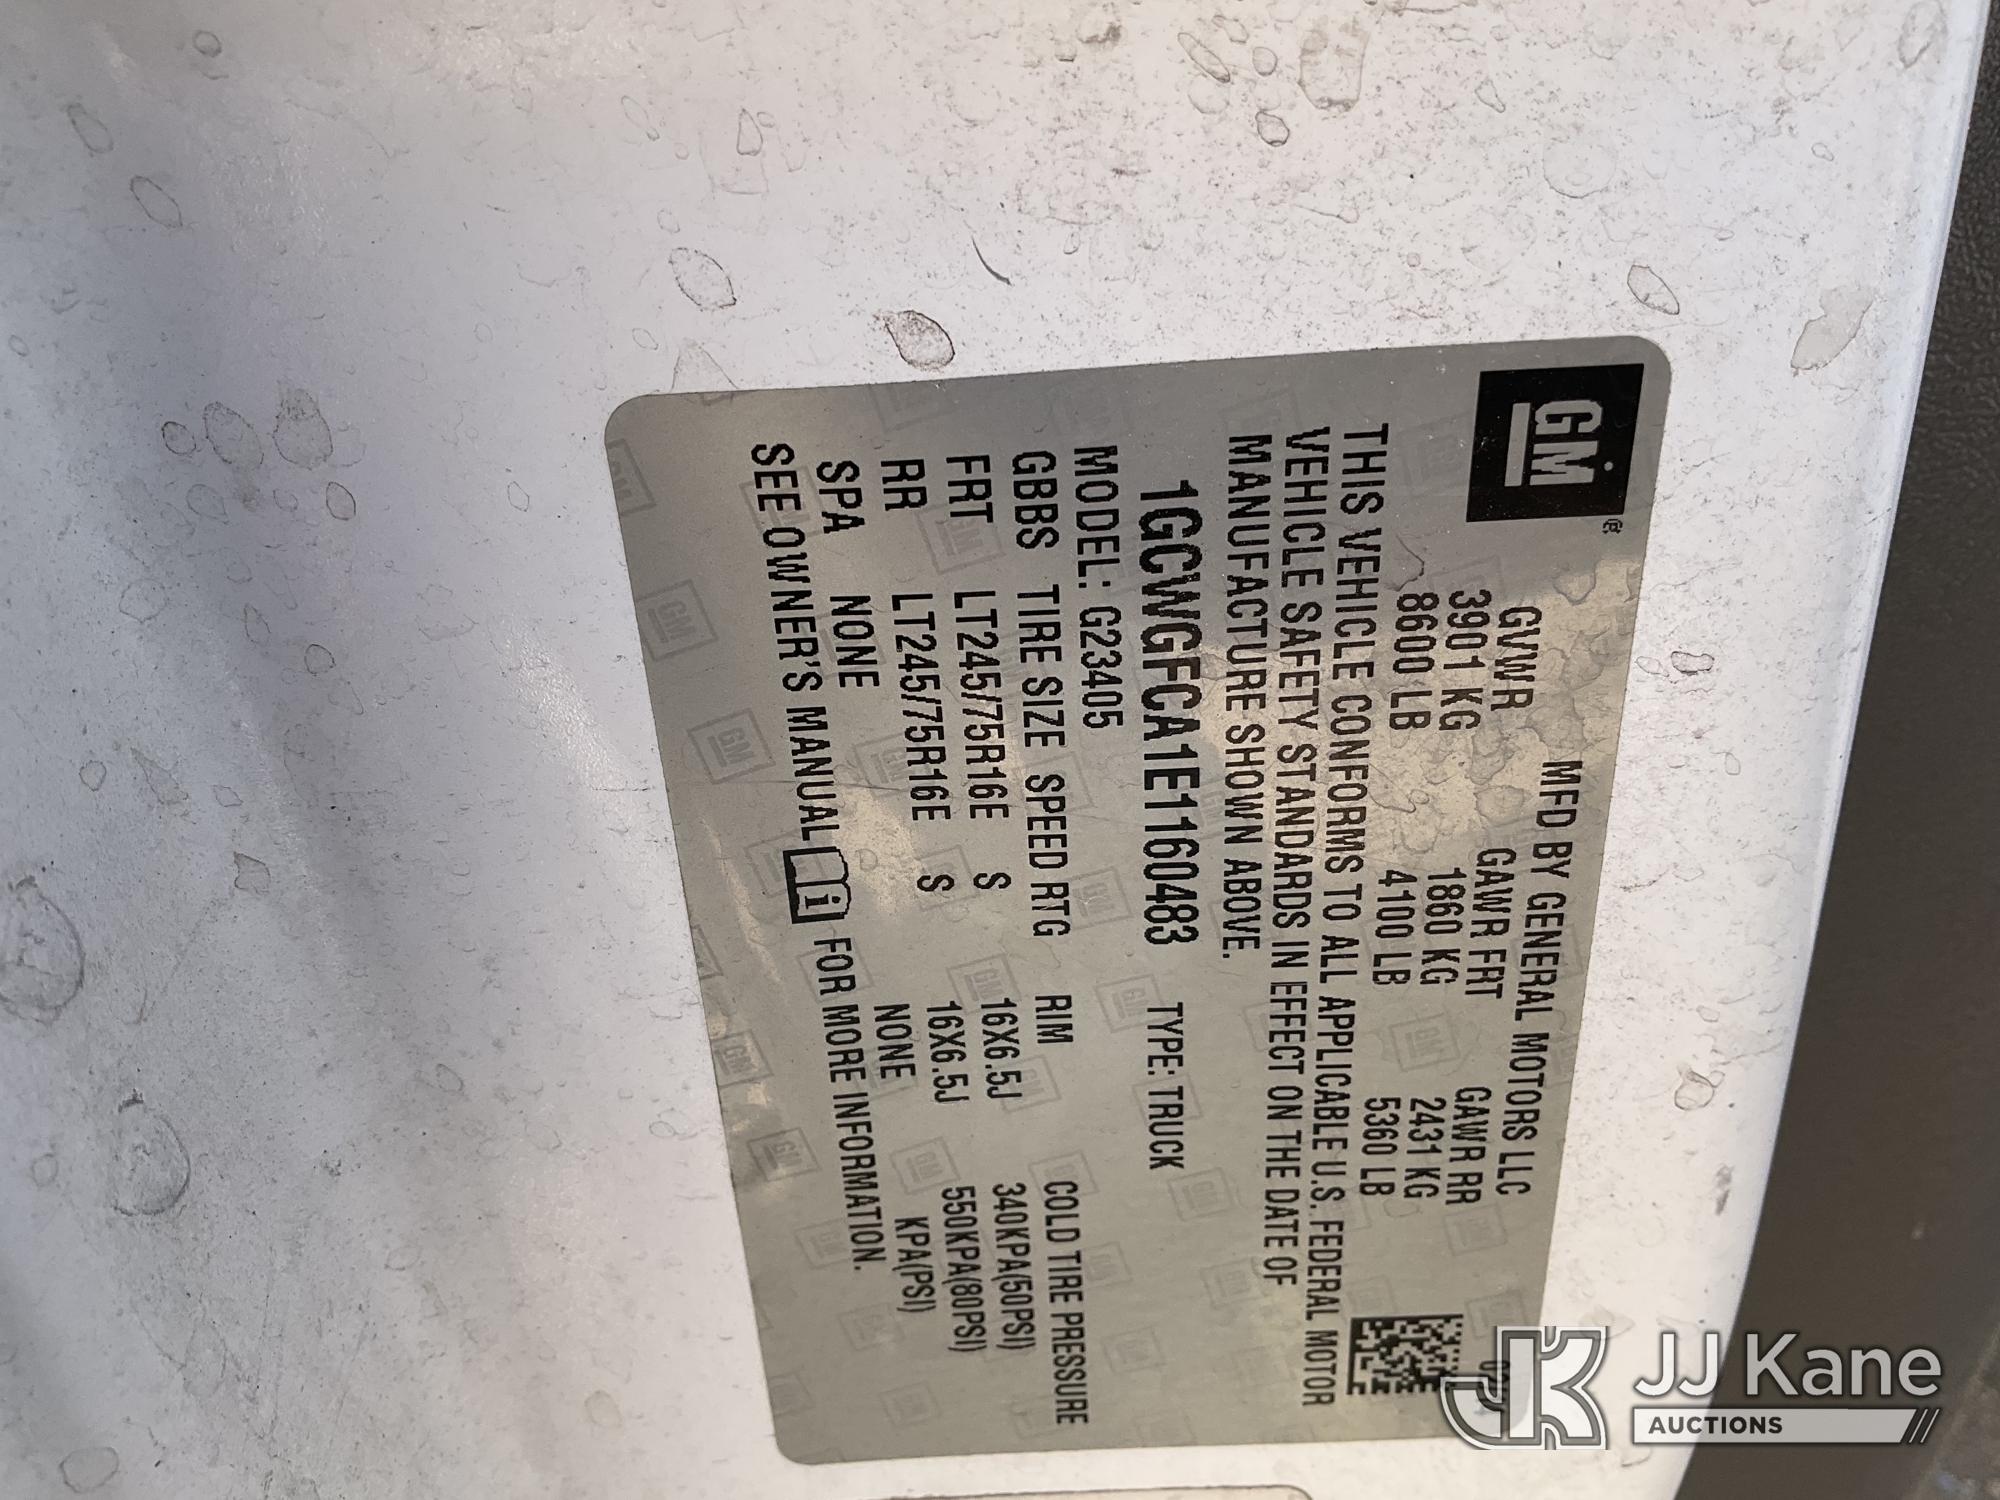 GM
MFD BY GENERAL MOTORS LLC
GVWR GAWR FRT GAWR RR
3901 KG 1860 KG 2431 KG
8600 LB 4100 LB 5360 LB
THIS VEHICLE CONFORMS TO ALL APPLICABLE U.S. FEDERAL MOTOR
VEHICLE SAFETY STANDARDS IN EFFECT ON THE DATE OF
MANUFACTURE SHOWN ABOVE.
1GCWGFCA1E1160483 TYPE: TRUCK
MODEL: G23405
GBBS TIRE SIZE SPEED RTG RIM COLD TIRE PRESSURE
FRT LT245/75R16E S 16X6.5J 340KPA(50PSI)
RR LT245/75R16E S 16X6.5J 550KPA(80PSI)
SPA NONE NONE KPA(PSI)
SEE OWNER'S MANUAL i FOR MORE INFORMATION.
JK JJ Kane
AUCTIONS